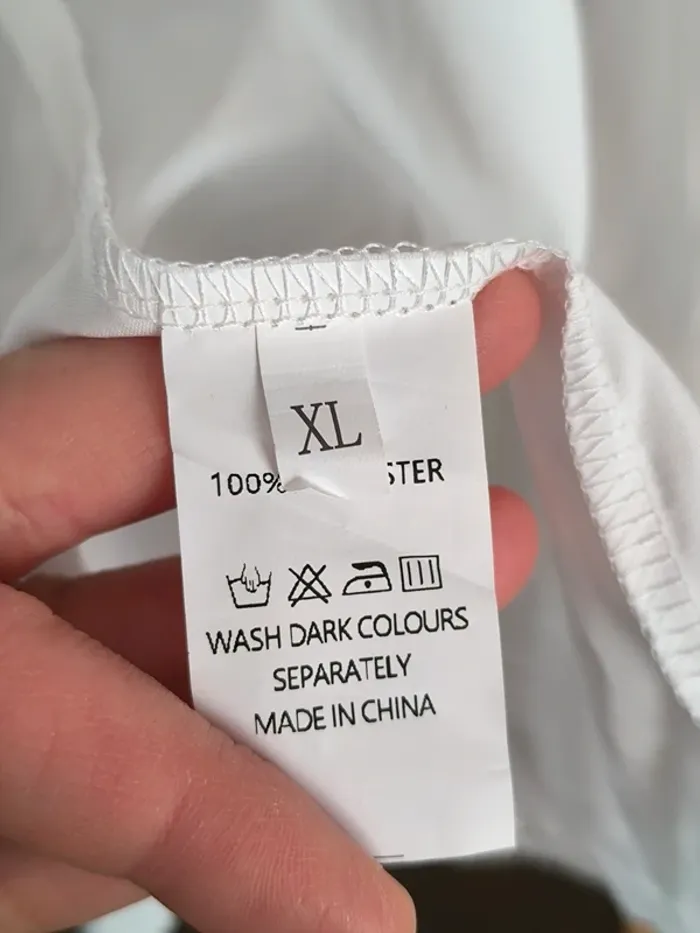 XL
100% STER
WASH DARK COLOURS
SEPARATELY
MADE IN CHINA